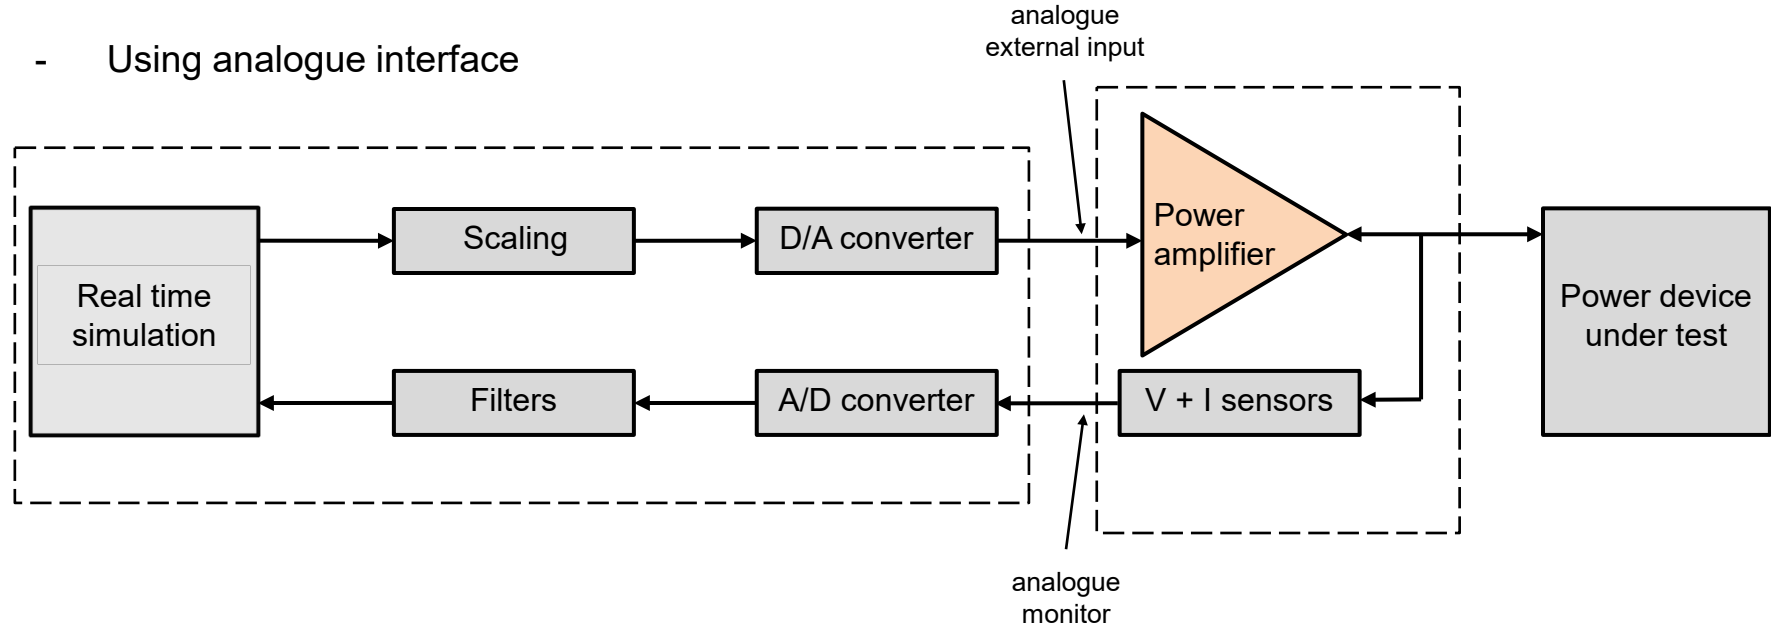 - Using analogue interface
analogue
external input
Real time
simulation
Scaling
D/A converter
Power
amplifier
Power device
under test
Filters
A/D converter
V + I sensors
analogue
monitor